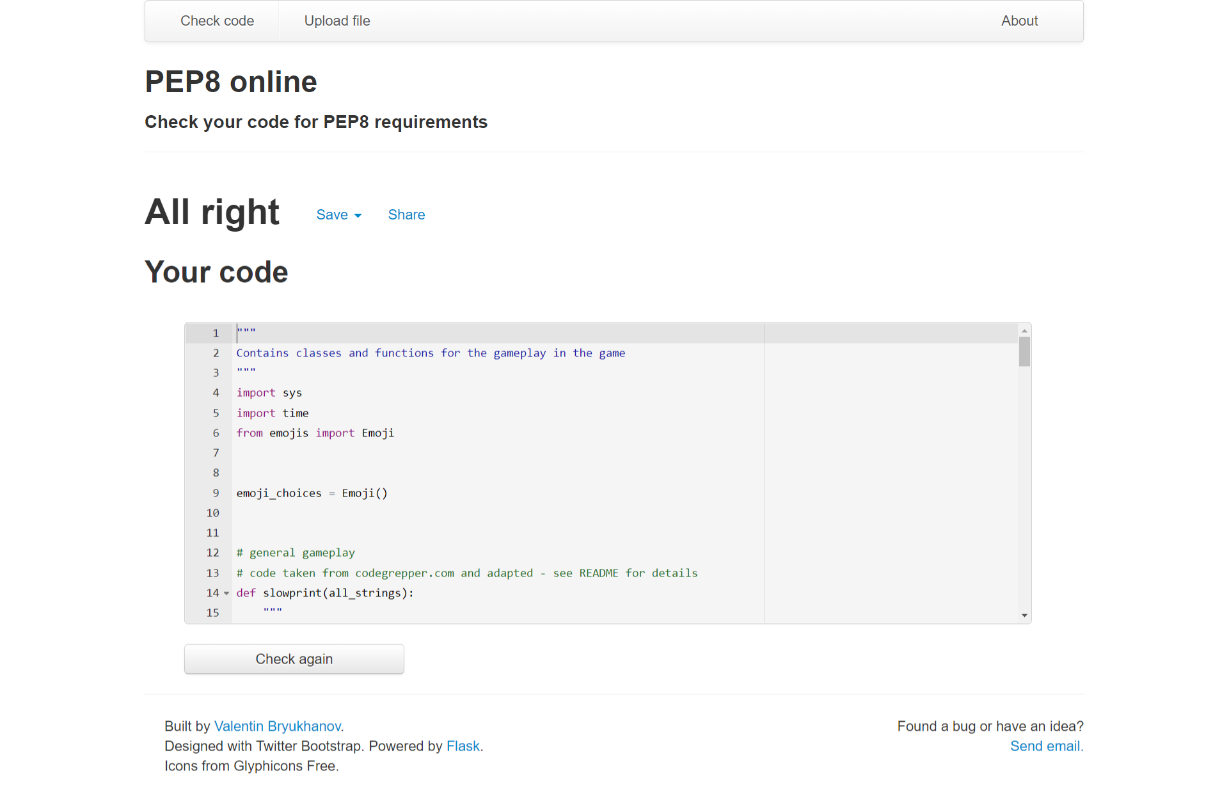 Check code Upload file About
PEP8 online
Check your code for PEP8 requirements
All right Save Share
Your code
1 """
2 Contains classes and functions for the gameplay in the game
3 """
4 import sys
5 import time
6 from emojis import Emoji
7
8
9 emoji_choices = Emoji()
10
11
12 # general gameplay
13 # code taken from codegrepper.com and adapted - see README for details
14 def slowprint(all_strings):
15 """
Check again
Built by Valentin Bryukhanov. Found a bug or have an idea?
Designed with Twitter Bootstrap. Powered by Flask. Send email.
Icons from Glyphicons Free.